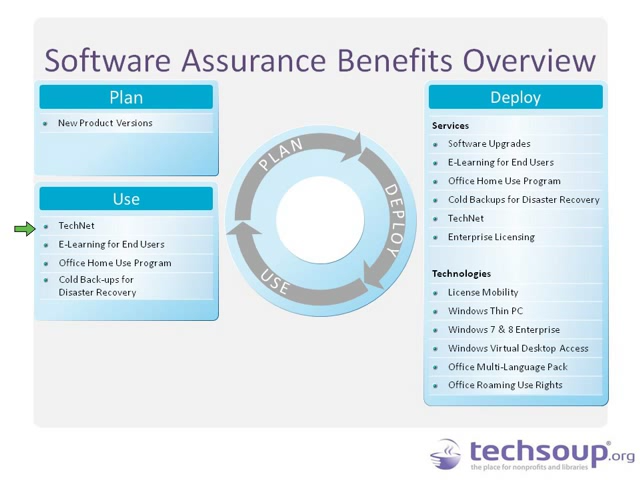 Software Assurance Benefits Overview
Plan
New Product Versions
Use
TechNet
E-Learning for End Users
Office Home Use Program
Cold Back-ups for
Disaster Recovery
PLAN
DEPLOY
USE
Deploy
Services
Software Upgrades
E-Learning for End Users
Office Home Use Program
Cold Backups for Disaster Recovery
TechNet
Enterprise Licensing
Technologies
License Mobility
Windows Thin PC
Windows 7 & 8 Enterprise
Windows Virtual Desktop Access
Office Multi-Language Pack
Office Roaming Use Rights
techsoup.org
the place for nonprofits and libraries